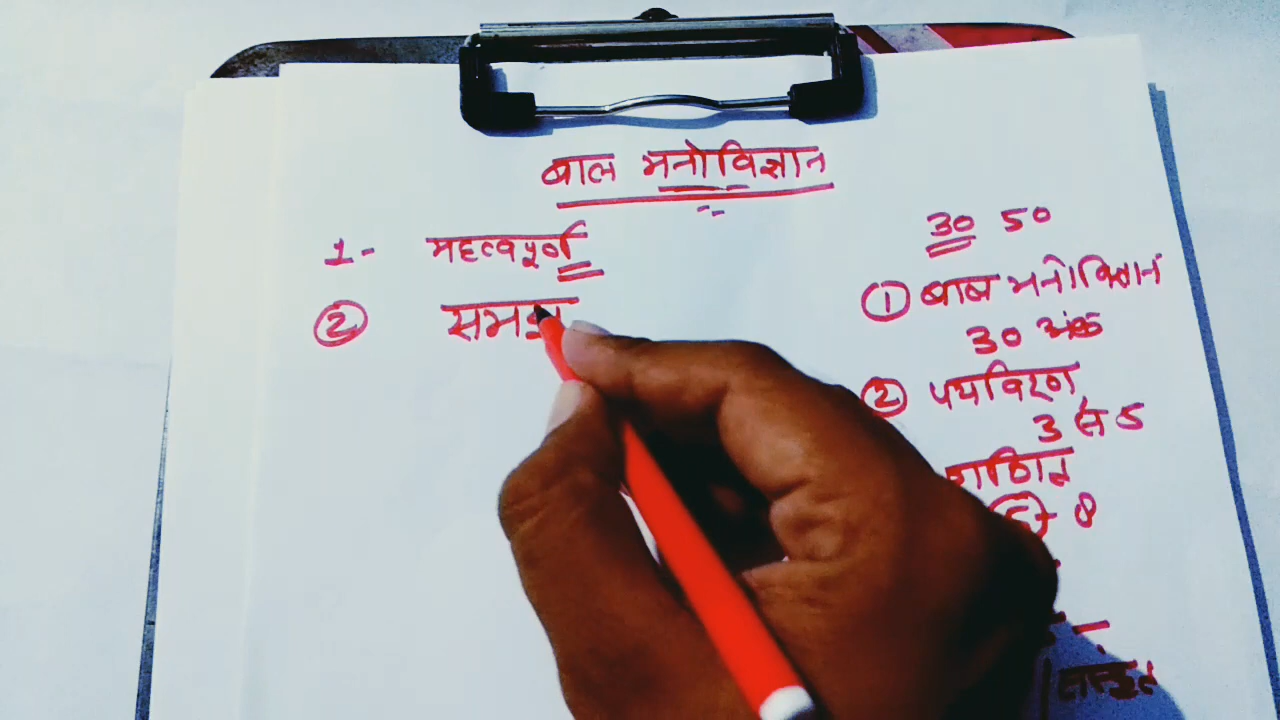 बाल मनोविज्ञान
1- महत्वपूर्ण
② समझ
30 50
① बाब मनोविज्ञान
30 अंक
② पर्यावरण
3 से 5
8